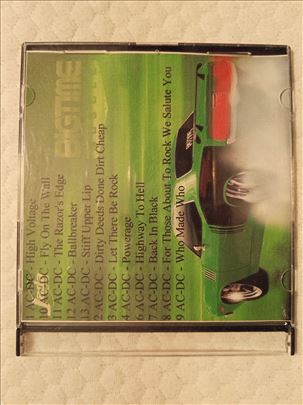 1 AC-DC - High Voltage
10 AC-DC - Fly On The Wall
11 AC-DC - The Razor's Edge
12 AC-DC - Ballbreaker
13 AC-DC - Stiff Upper Lip
2 AC-DC - Dirty Deeds Done Dirt Cheap
3 AC-DC - Let There Be Rock
4 AC-DC - Powerage
6 AC-DC - Highway To Hell
7 AC-DC - Back In Black
8 AC-DC - For Those About To Rock We Salute You
9 AC-DC - Who Made Who